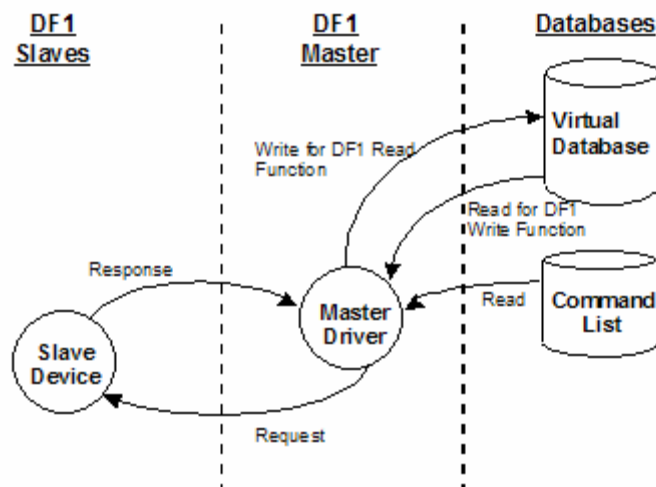 DF1
Slaves
DF1
Master
Databases
Virtual
Database
Write for DF1 Read
Function
Read for DF1
Write Function
Response
Master
Driver
Read
Command
List
Slave
Device
Request